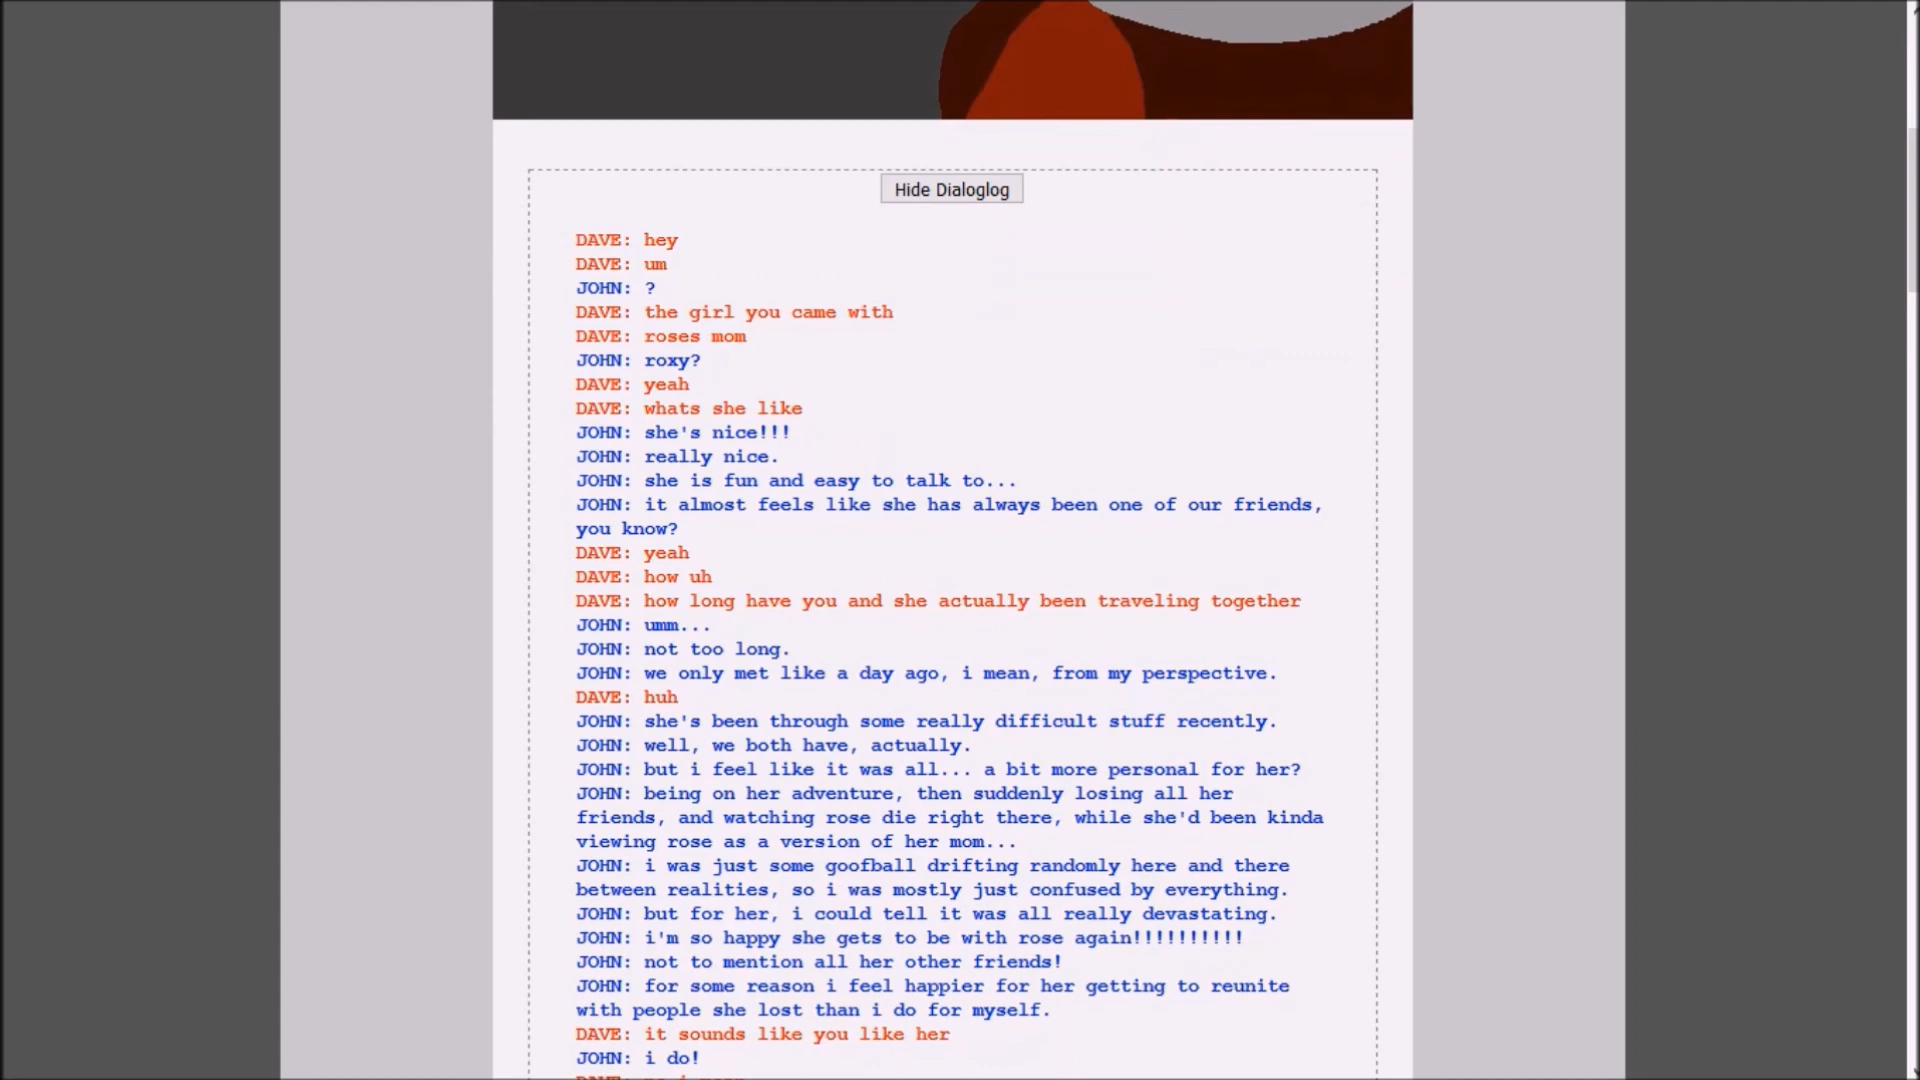 Hide Dialoglog
DAVE: hey
DAVE: um
JOHN: ?
DAVE: the girl you came with
DAVE: roses mom
JOHN: roxy?
DAVE: yeah
DAVE: whats she like
JOHN: she's nice!!!
JOHN: really nice.
JOHN: she is fun and easy to talk to...
JOHN: it almost feels like she has always been one of our friends,
you know?
DAVE: yeah
DAVE: how uh
DAVE: how long have you and she actually been traveling together
JOHN: umm...
JOHN: not too long.
JOHN: we only met like a day ago, i mean, from my perspective.
DAVE: huh
JOHN: she's been through some really difficult stuff recently.
JOHN: well, we both have, actually.
JOHN: but i feel like it was all... a bit more personal for her?
JOHN: being on her adventure, then suddenly losing all her
friends, and watching rose die right there, while she'd been kinda
viewing rose as a version of her mom...
JOHN: i was just some goofball drifting randomly here and there
between realities, so i was mostly just confused by everything.
JOHN: but for her, i could tell it was all really devastating.
JOHN: i'm so happy she gets to be with rose again!!!!!!!!!!
JOHN: not to mention all her other friends!
JOHN: for some reason i feel happier for her getting to reunite
with people she lost than i do for myself.
DAVE: it sounds like you like her
JOHN: i do!